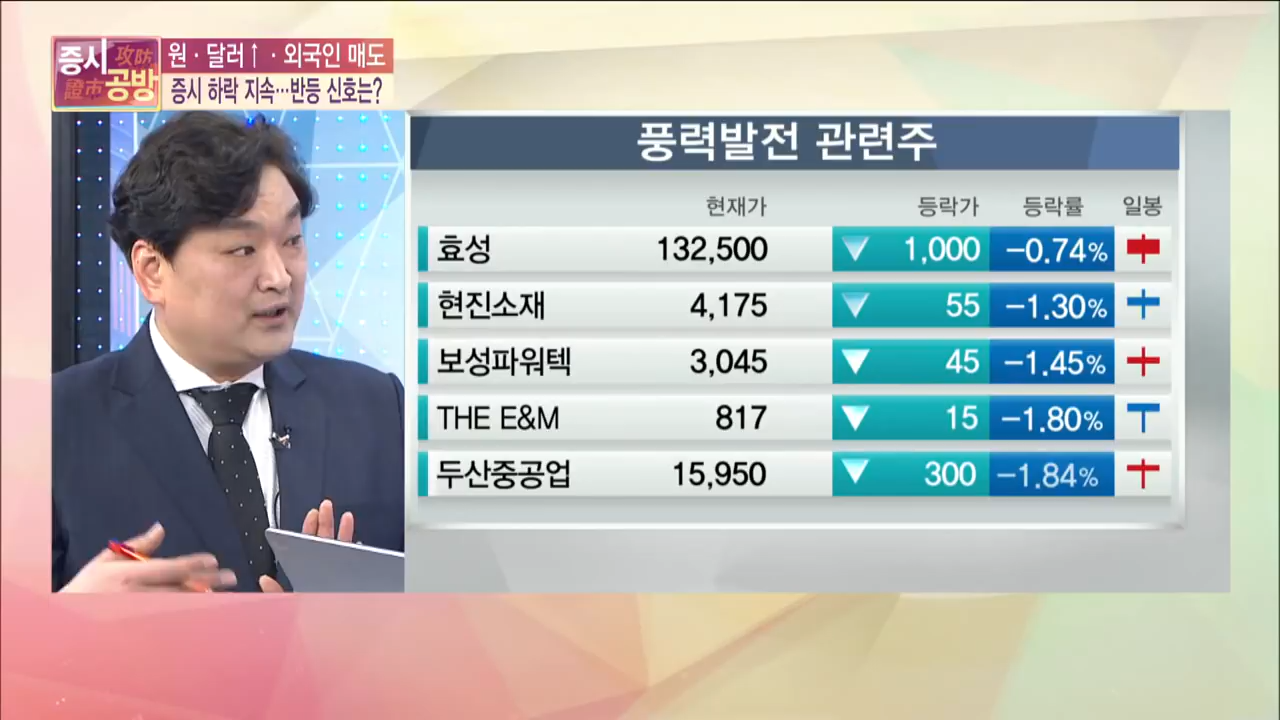 증시 攻防
證市 공방
원·달러↑·외국인 매도
증시 하락 지속…반등 신호는?
풍력발전 관련주
현재가 등락가 등락률 일봉
효성 132,500 ▼ 1,000 −0.74%
현진소재 4,175 ▼ 55 −1.30%
보성파워텍 3,045 ▼ 45 −1.45%
THE E&M 817 ▼ 15 −1.80%
두산중공업 15,950 ▼ 300 −1.84%